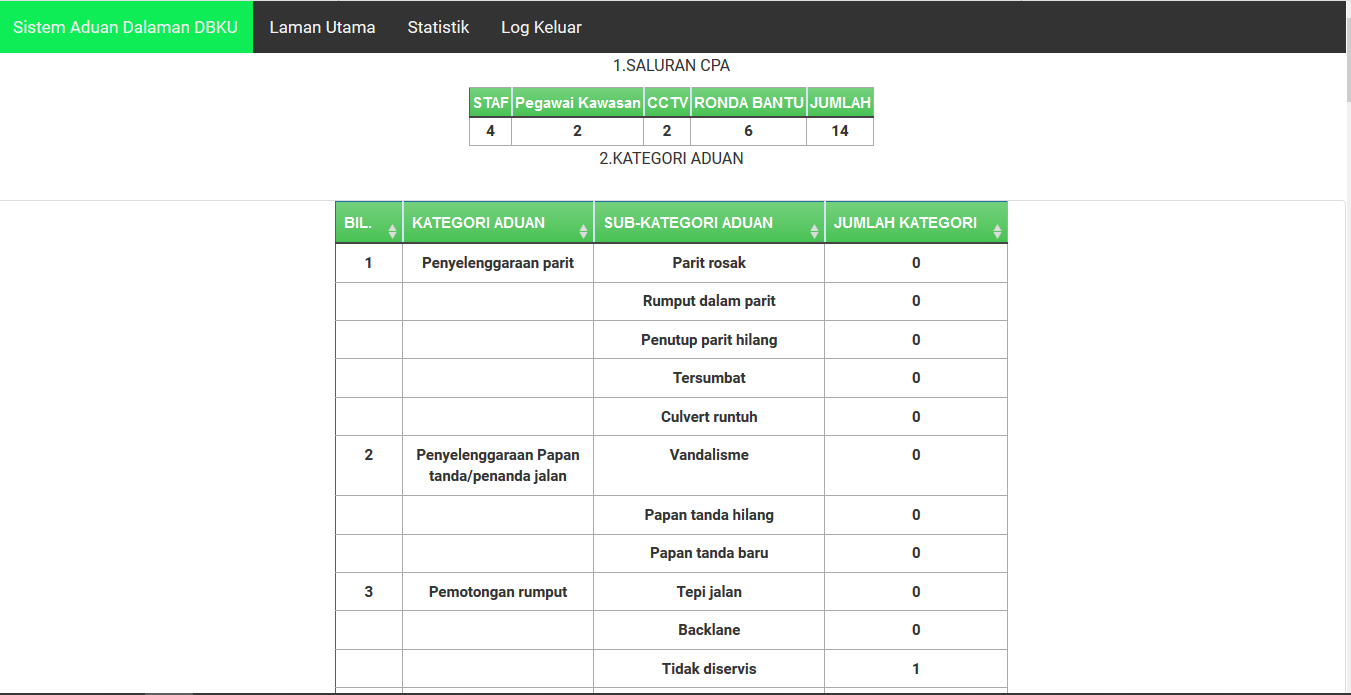 Sistem Aduan Dalaman DBKU Laman Utama Statistik Log Keluar
1.SALURAN CPA
STAF Pegawai Kawasan CCTV RONDA BANTU JUMLAH
4 2 2 6 14
2.KATEGORI ADUAN
BIL. KATEGORI ADUAN SUB-KATEGORI ADUAN JUMLAH KATEGORI
1 Penyelenggaraan parit Parit rosak 0
Rumput dalam parit 0
Penutup parit hilang 0
Tersumbat 0
Culvert runtuh 0
2 Penyelenggaraan Papan Vandalisme 0
tanda/penanda jalan
Papan tanda hilang 0
Papan tanda baru 0
3 Pemotongan rumput Tepi jalan 0
Backlane 0
Tidak diservis 1